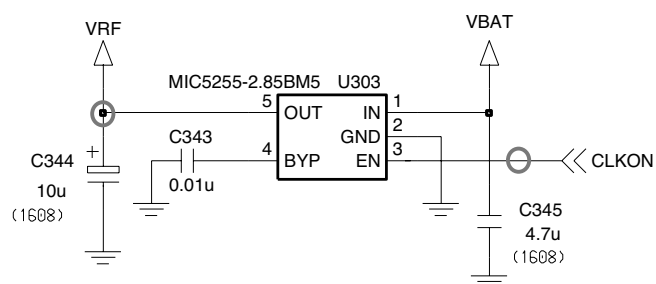 VRF
VBAT
MIC5255-2.85BM5 U303
5 OUT IN 1
GND 2
4 BYP EN 3
C343
0.01u
CLKON
C344
10u
(1608)
+
C345
4.7u
(1608)